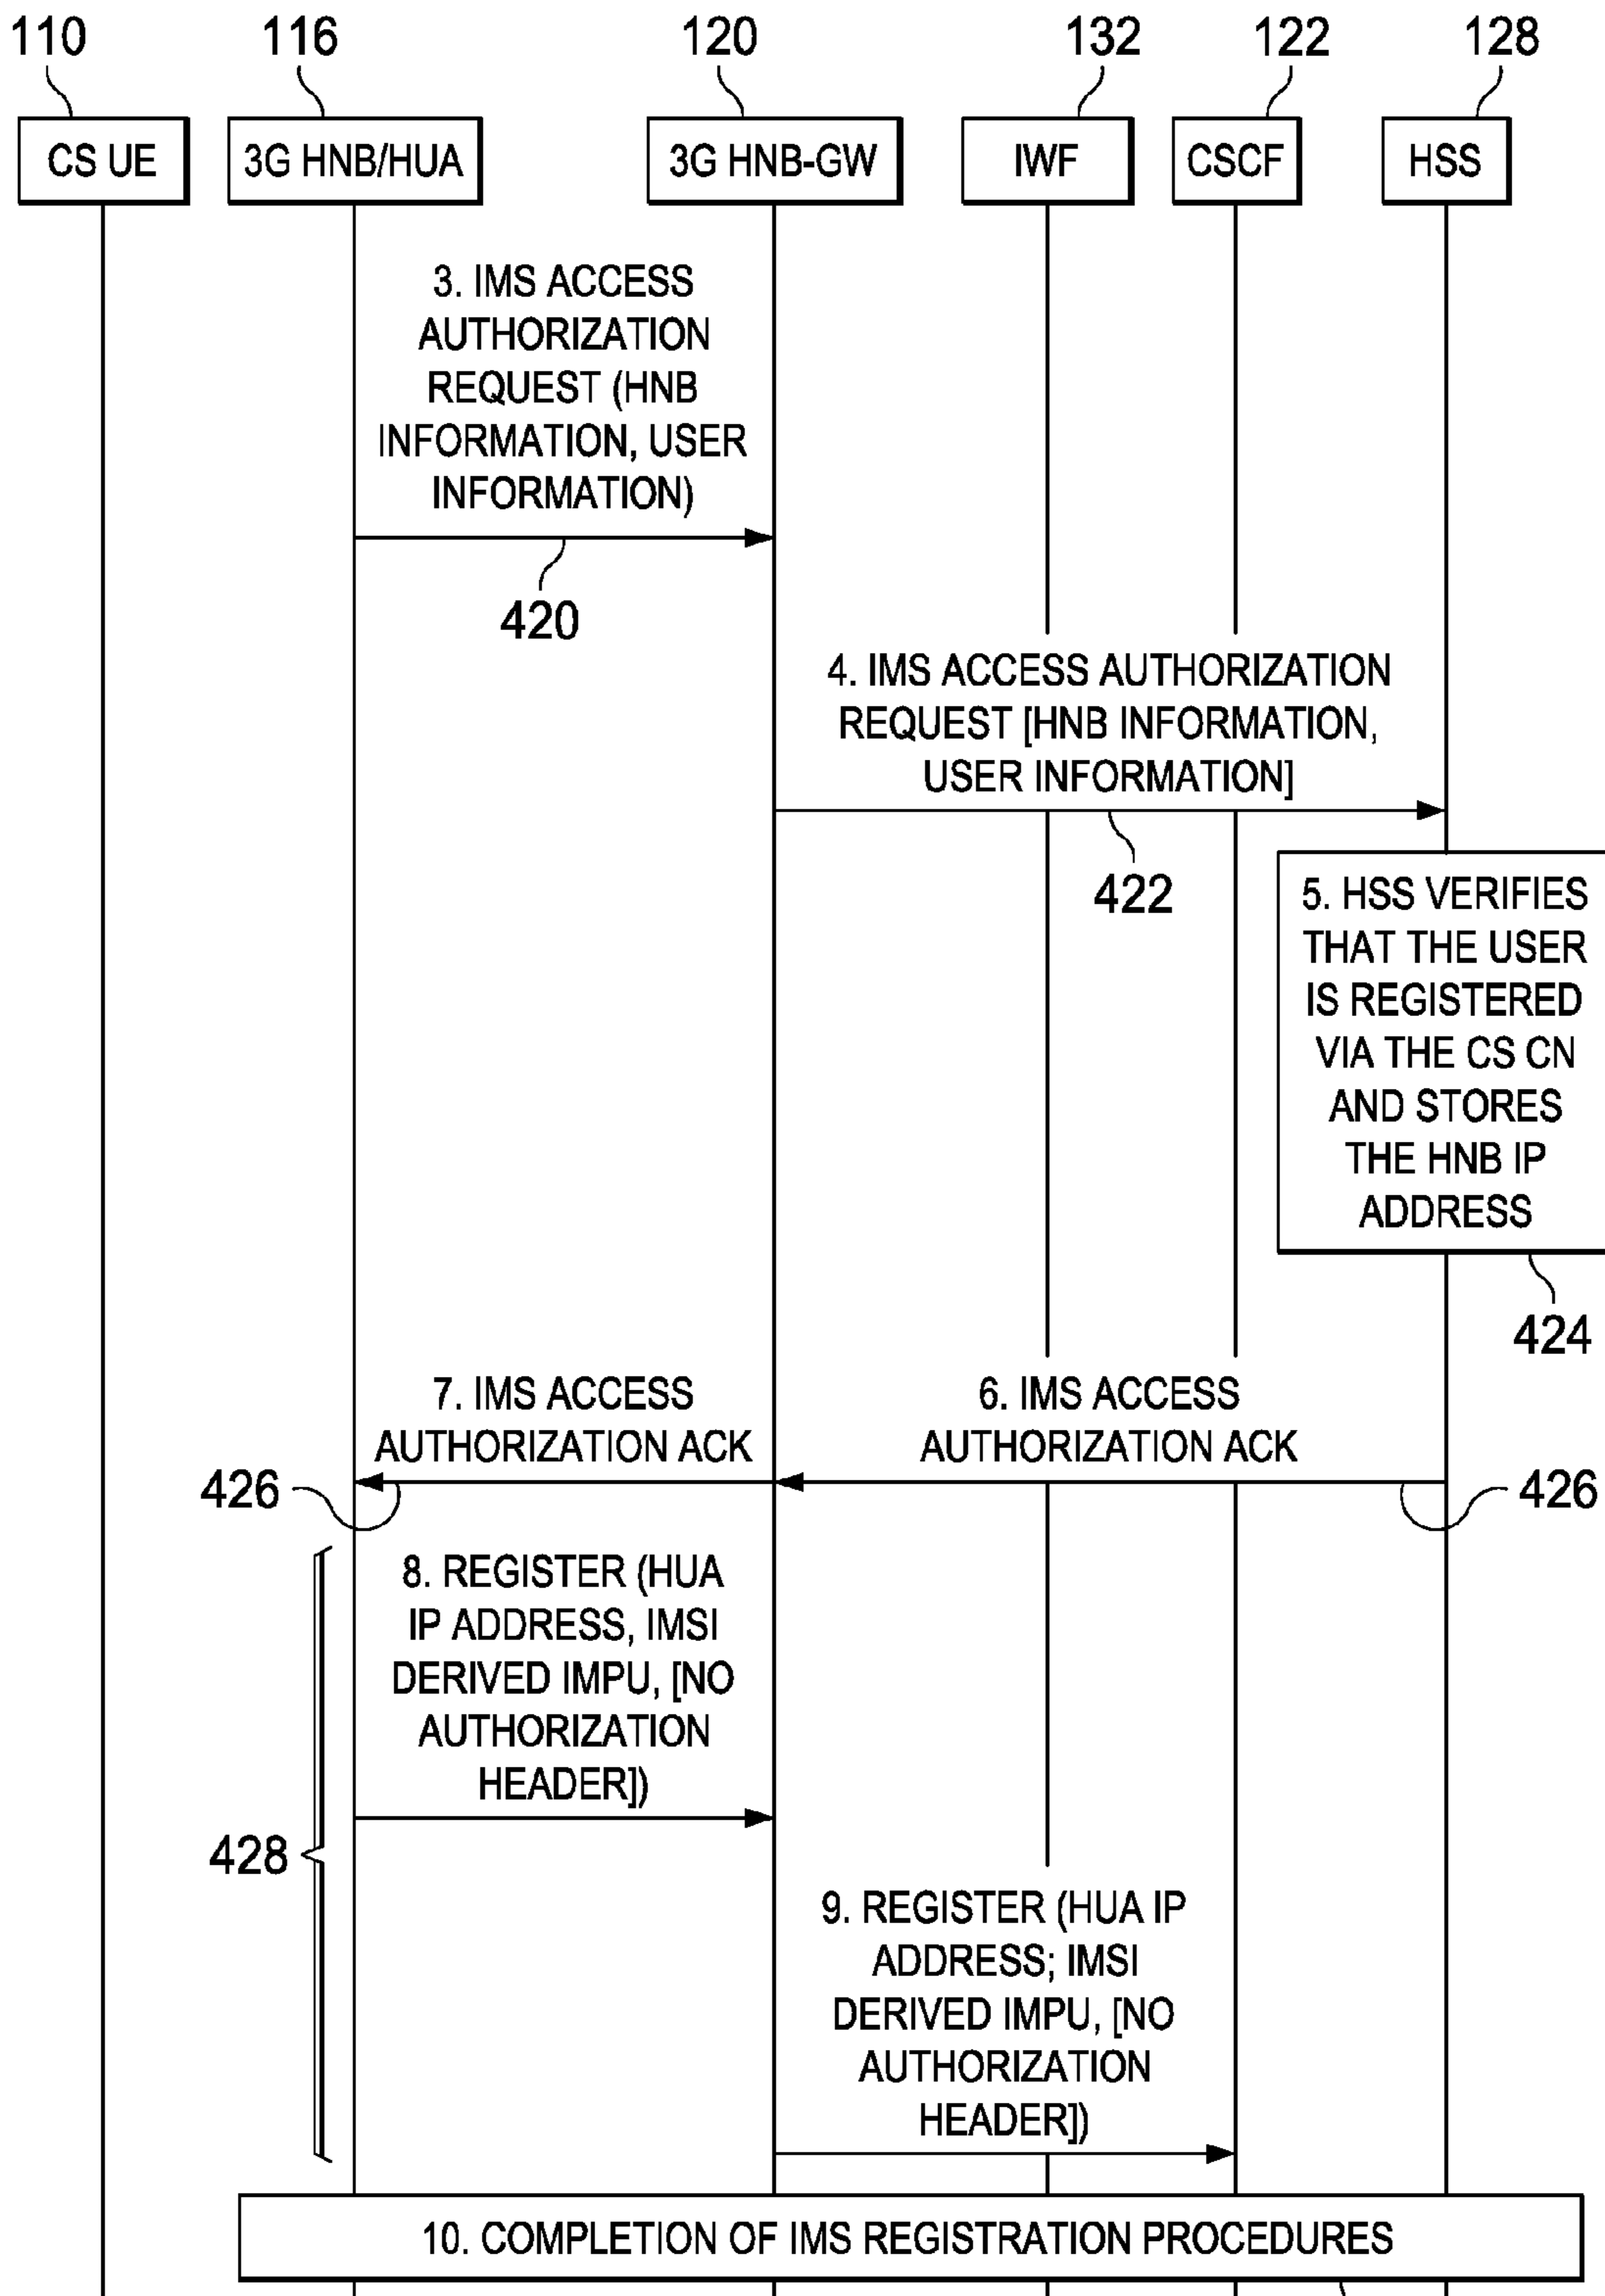 110
116
120
132
122
128
CS UE
3G HNB/HUA
3G HNB-GW
IWF
CSCF
HSS
3. IMS ACCESS
AUTHORIZATION
REQUEST (HNB
INFORMATION, USER
INFORMATION)
420
4. IMS ACCESS AUTHORIZATION
REQUEST [HNB INFORMATION,
USER INFORMATION]
422
5. HSS VERIFIES
THAT THE USER
IS REGISTERED
VIA THE CS CN
AND STORES
THE HNB IP
ADDRESS
424
7. IMS ACCESS
AUTHORIZATION ACK
6. IMS ACCESS
AUTHORIZATION ACK
426
426
8. REGISTER (HUA
IP ADDRESS, IMSI
DERIVED IMPU, [NO
AUTHORIZATION
HEADER])
428
9. REGISTER (HUA IP
ADDRESS; IMSI
DERIVED IMPU, [NO
AUTHORIZATION
HEADER])
10. COMPLETION OF IMS REGISTRATION PROCEDURES